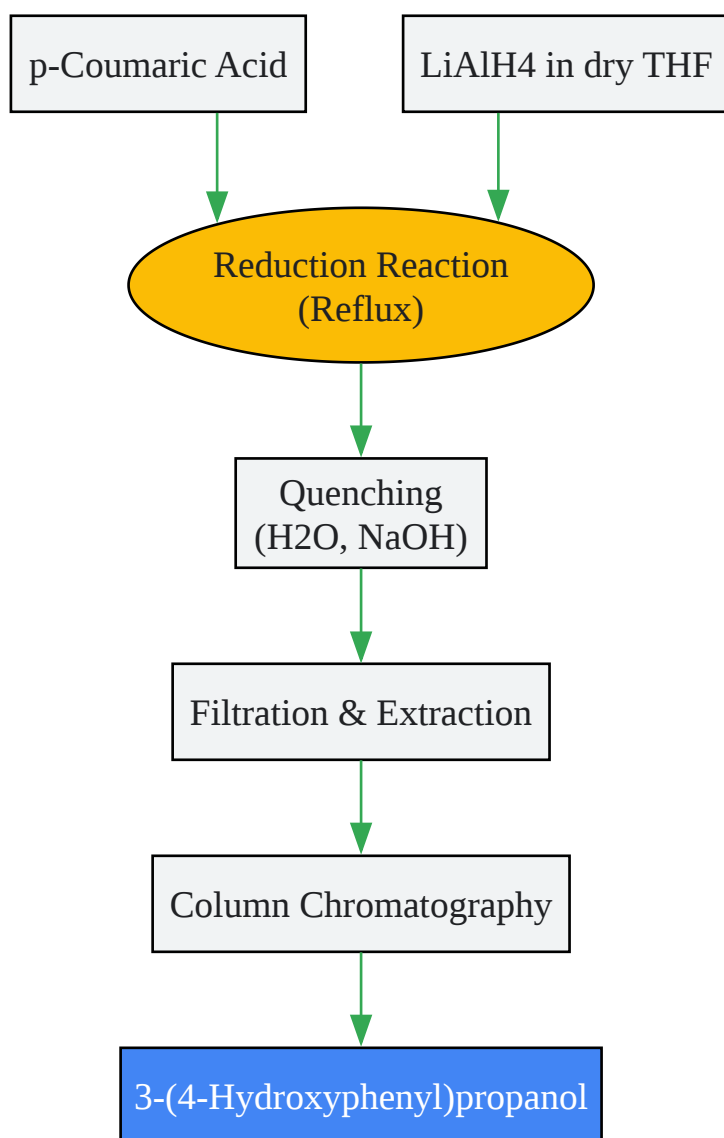 p-Coumaric Acid
LiAlH4 in dry THF
Reduction Reaction
(Reflux)
Quenching
(H2O, NaOH)
Filtration & Extraction
Column Chromatography
3-(4-Hydroxyphenyl)propanol